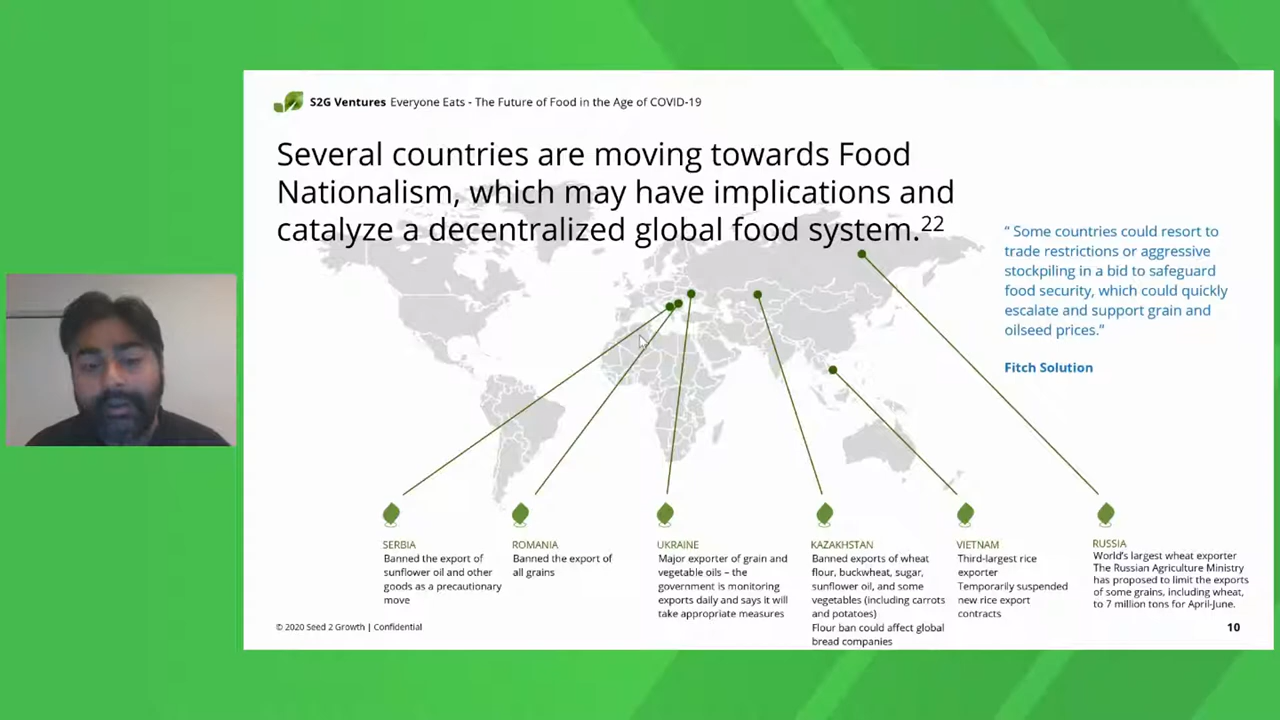 S2G Ventures Everyone Eats - The Future of Food in the Age of COVID-19
Several countries are moving towards Food
Nationalism, which may have implications and
catalyze a decentralized global food system.22
“ Some countries could resort to
trade restrictions or aggressive
stockpiling in a bid to safeguard
food security, which could quickly
escalate and support grain and
oilseed prices.”
Fitch Solution
SERBIA
Banned the export of
sunflower oil and other
goods as a precautionary
move
ROMANIA
Banned the export of
all grains
UKRAINE
Major exporter of grain and
vegetable oils – the
government is monitoring
exports daily and says it will
take appropriate measures
KAZAKHSTAN
Banned exports of wheat
flour, buckwheat, sugar,
sunflower oil, and some
vegetables (including carrots
and potatoes)
Flour ban could affect global
bread companies
VIETNAM
Third-largest rice
exporter
Temporarily suspended
new rice export
contracts
RUSSIA
World’s largest wheat exporter
The Russian Agriculture Ministry
has proposed to limit the exports
of some grains, including wheat,
to 7 million tons for April-June.
© 2020 Seed 2 Growth | Confidential
10